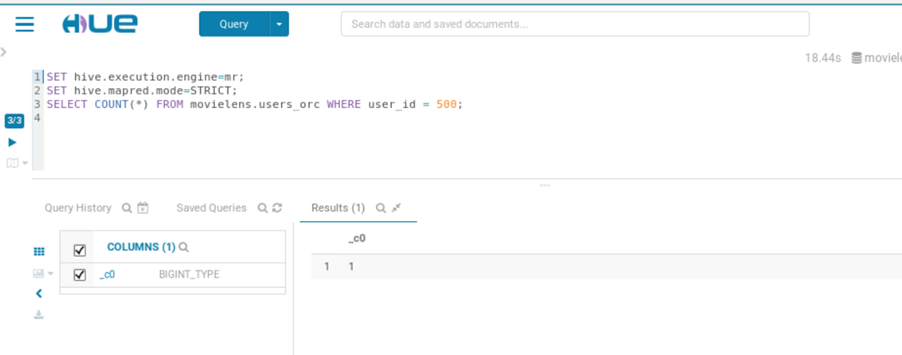 HUE
Query
Search data and saved documents...
18.44s
1 SET hive.execution.engine=mr;
2 SET hive.mapred.mode=STRICT;
3 SELECT COUNT(*) FROM movielens.users_orc WHERE user_id = 500;
4
3/3
Query History
Saved Queries
Results (1)
COLUMNS (1)
_c0 BIGINT_TYPE
_c0
1 1